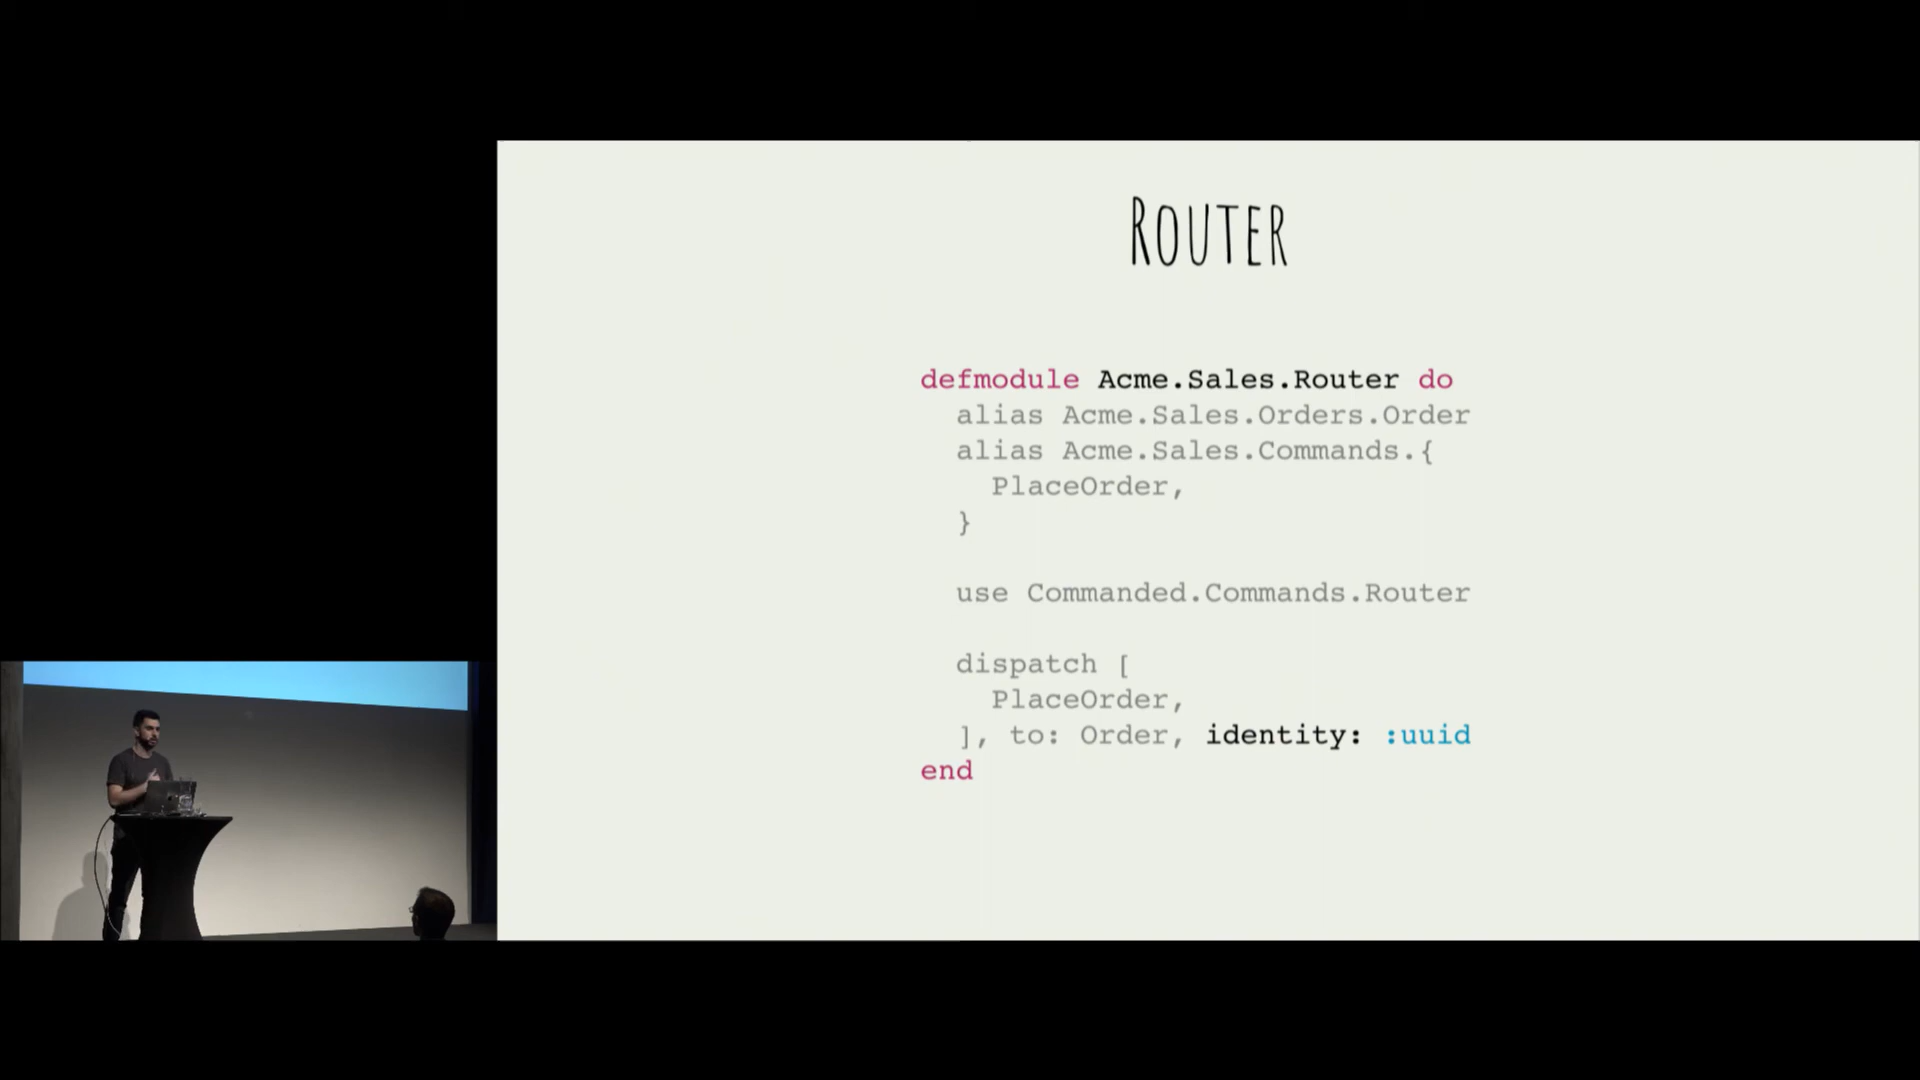 ROUTER
defmodule Acme.Sales.Router do
  alias Acme.Sales.Orders.Order
  alias Acme.Sales.Commands.{
    PlaceOrder,
  }
  use Commanded.Commands.Router
  dispatch [
    PlaceOrder,
  ], to: Order, identity: :uuid
end